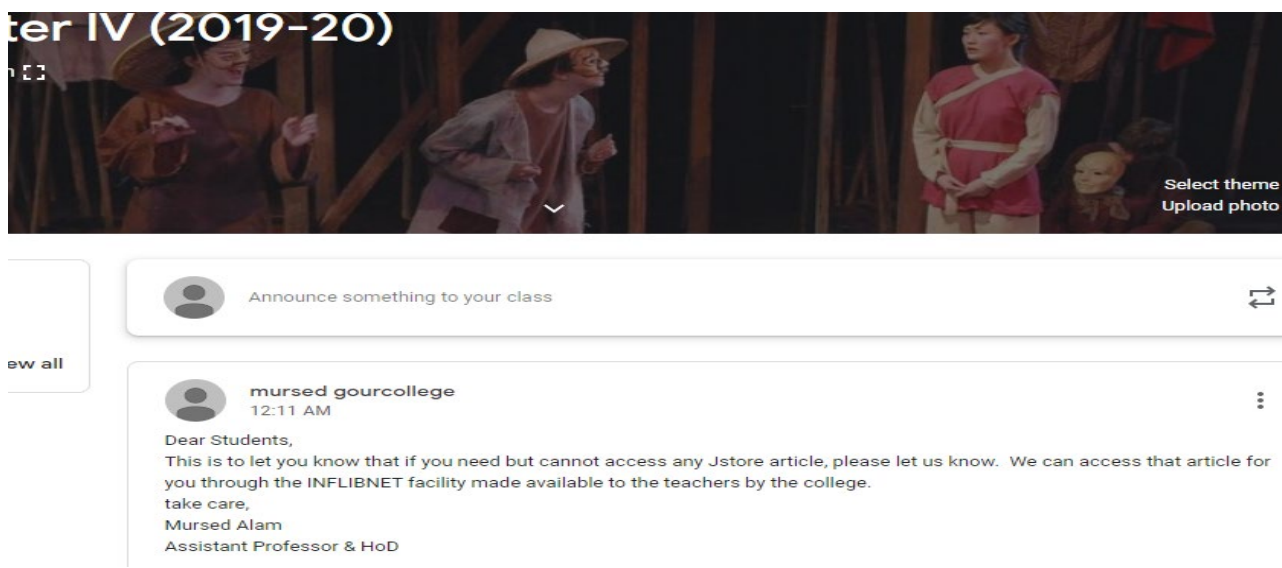 ter IV (2019-20)
n
Select theme
Upload photo
Announce something to your class
ew all
mursed gourcollege
12:11 AM
Dear Students,
This is to let you know that if you need but cannot access any Jstore article, please let us know.  We can access that article for
you through the INFLIBNET facility made available to the teachers by the college.
take care,
Mursed Alam
Assistant Professor & HoD